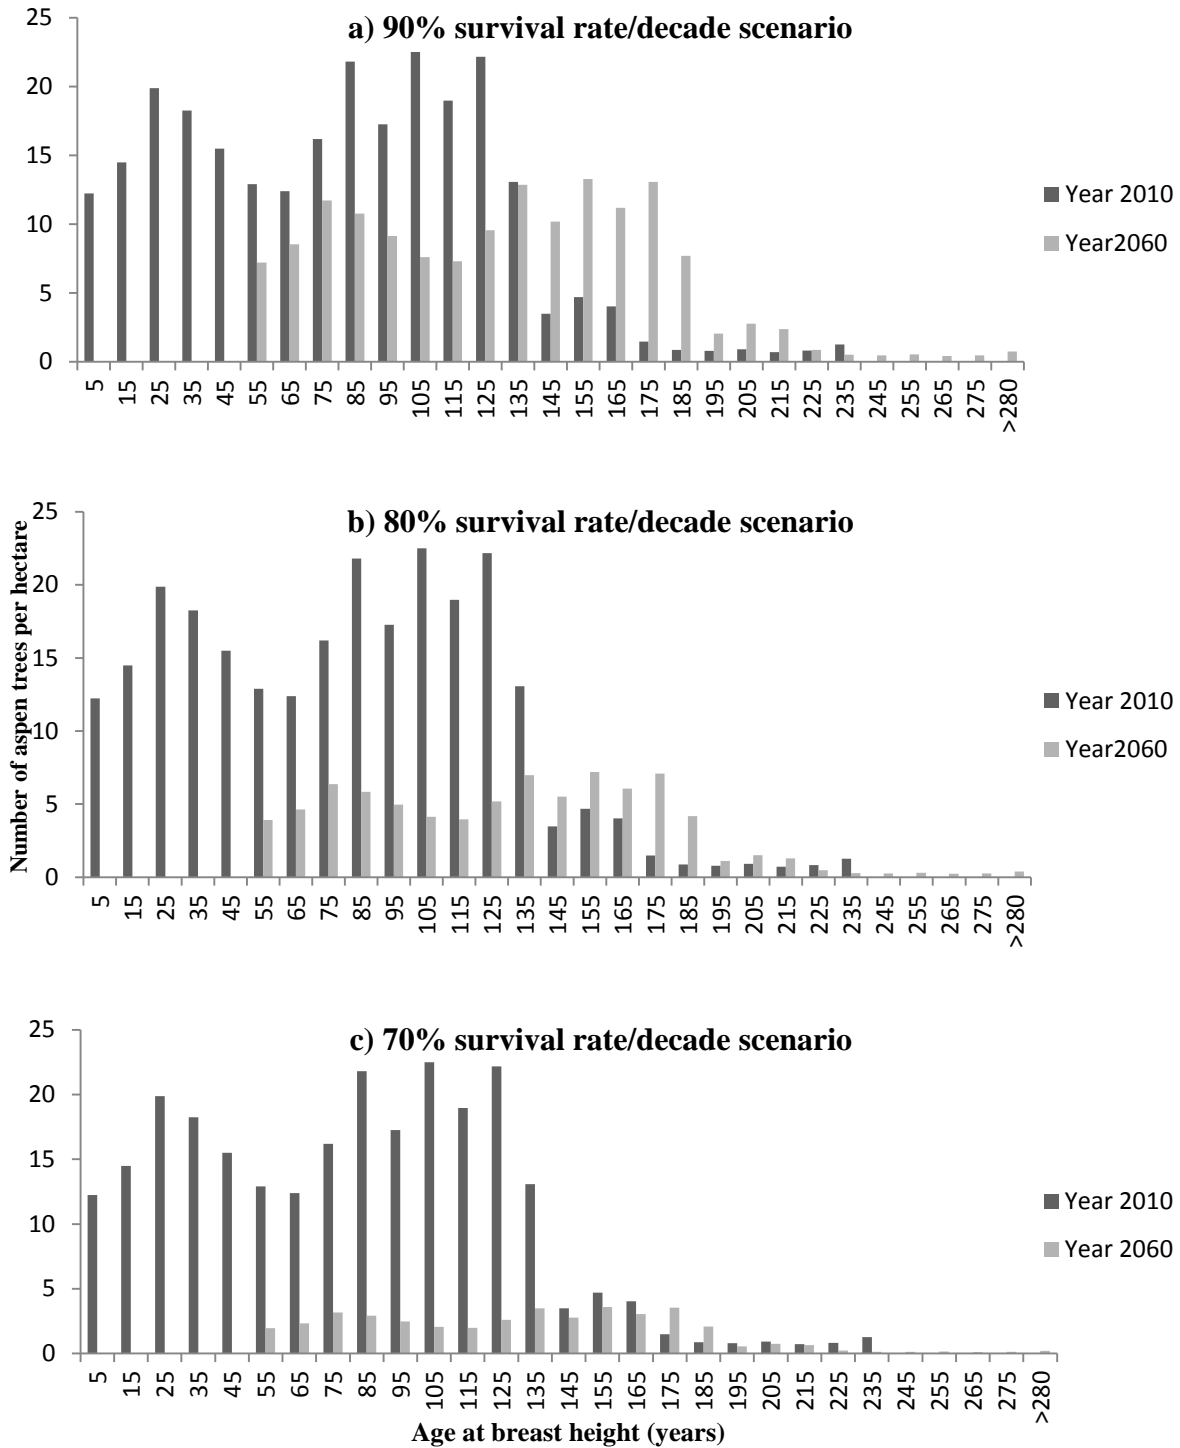 a) 90% survival rate/decade scenario
25
20
15
10
5
0
5 15 25 35 45 55 65 75 85 95 105 115 125 135 145 155 165 175 185 195 205 215 225 235 245 255 265 275 >280
Year 2010
Year2060
b) 80% survival rate/decade scenario
Number of aspen trees per hectare
25
20
15
10
5
0
5 15 25 35 45 55 65 75 85 95 105 115 125 135 145 155 165 175 185 195 205 215 225 235 245 255 265 275 >280
Year 2010
Year2060
c) 70% survival rate/decade scenario
25
20
15
10
5
0
5 15 25 35 45 55 65 75 85 95 105 115 125 135 145 155 165 175 185 195 205 215 225 235 245 255 265 275 >280
Year 2010
Year 2060
Age at breast height (years)